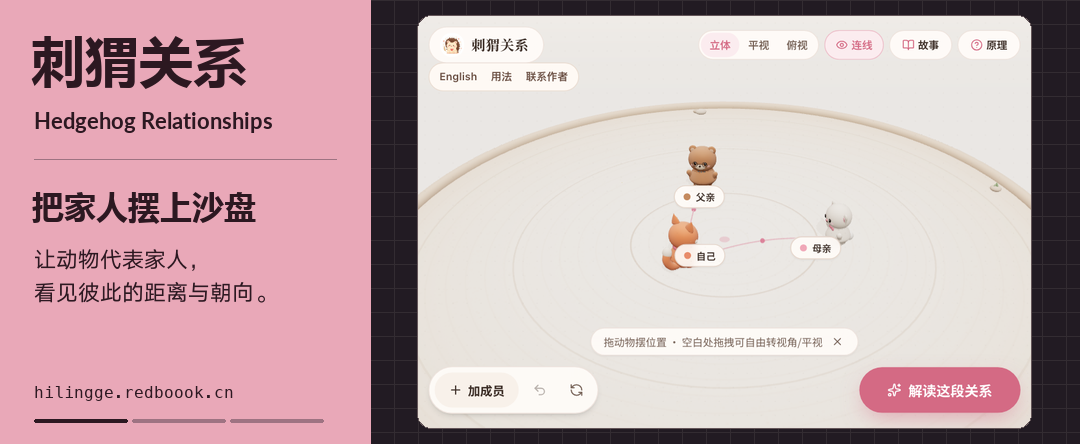 刺猬关系
Hedgehog Relationships
把家人摆上沙盘
让动物代表家人，
看见彼此的距离与朝向。
hilingge.redboook.cn
刺猬关系
立体 平视 俯视 连线 故事 原理
English 用法 联系作者
父亲
母亲
自己
拖动物摆位置 · 空白处拖拽可自由转视角/平视
加成员
解读这段关系